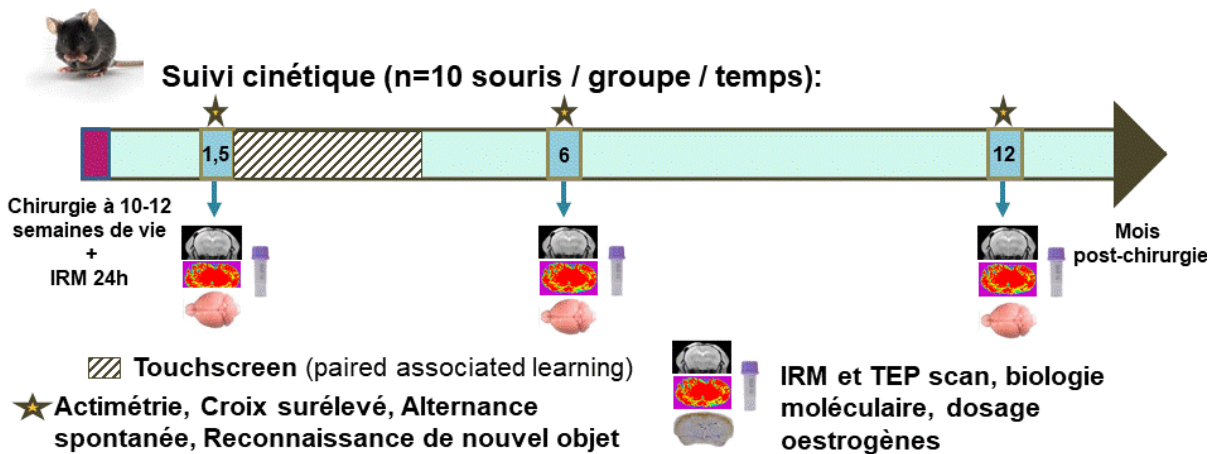 Suivi cinétique (n=10 souris / groupe / temps):
1,5
6
12
Chirurgie à 10-12
semaines de vie
+
IRM 24h
Mois
post-chirurgie
Touchscreen (paired associated learning)
Actimétrie, Croix surélevé, Alternance
spontanée, Reconnaissance de nouvel objet
IRM et TEP scan, biologie
moléculaire, dosage
oestrogènes